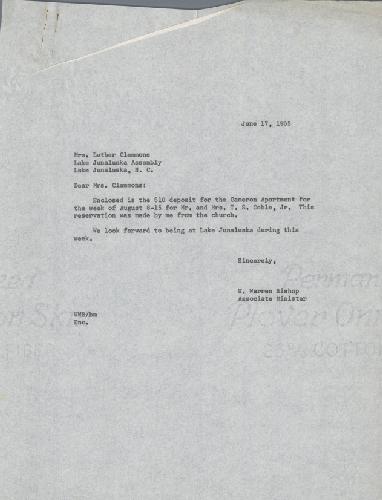 June 17, 1955
Mrs. Luther Clemmons
Lake Junaluska Assembly
Lake Junaluska, N. C.
Dear Mrs. Clemmons:
Enclosed is the $10 deposit for the Cameron Apartment for
the week of August 8-15 for Mr. and Mrs. T. S. Coble, Jr. This
reservation was made by me from the church.
We look forward to being at Lake Junaluska during this
week.
Sincerely,
W. Warren Bishop
Associate Minister
WWB/bm
Enc.